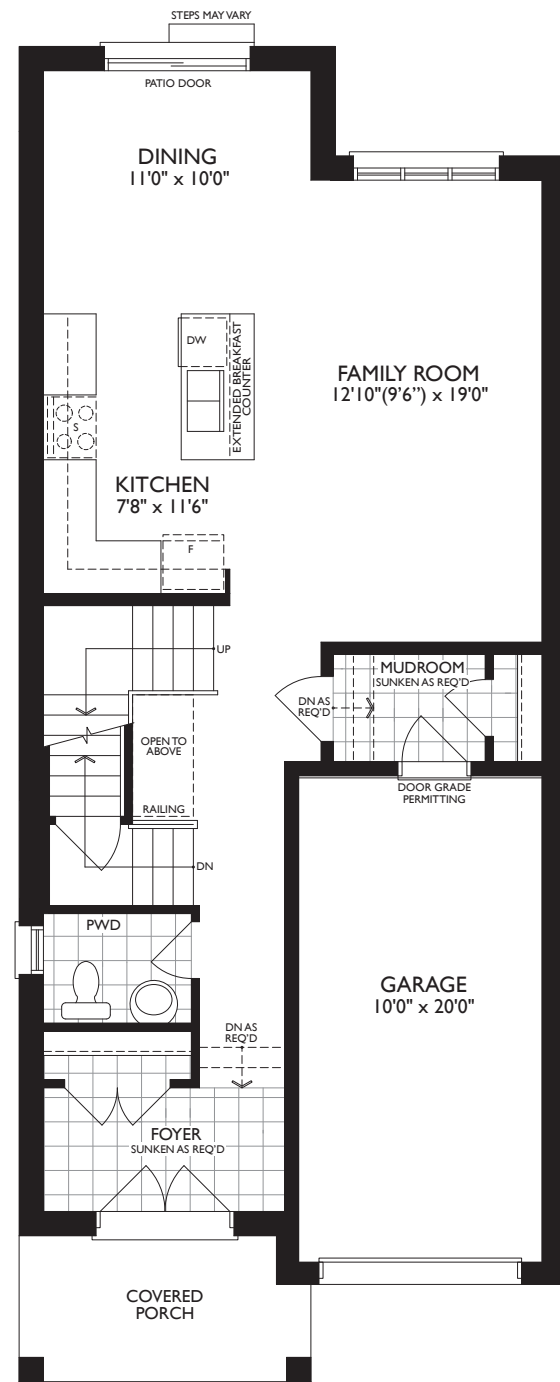 STEPS MAY VARY
PATIO DOOR
DINING
11'0" x 10'0"
DW
EXTENDED BREAKFAST
COUNTER
FAMILY ROOM
12'10"(9'6’’) x 19'0"
S
KITCHEN
7'8" x 11'6"
F
UP
MUDROOM
SUNKEN AS REQ'D
DN AS
REQ'D
OPEN TO
ABOVE
DOOR GRADE
PERMITTING
RAILING
DN
PWD
GARAGE
10'0" x 20'0"
DN AS
REQ'D
FOYER
SUNKEN AS REQ'D
COVERED
PORCH